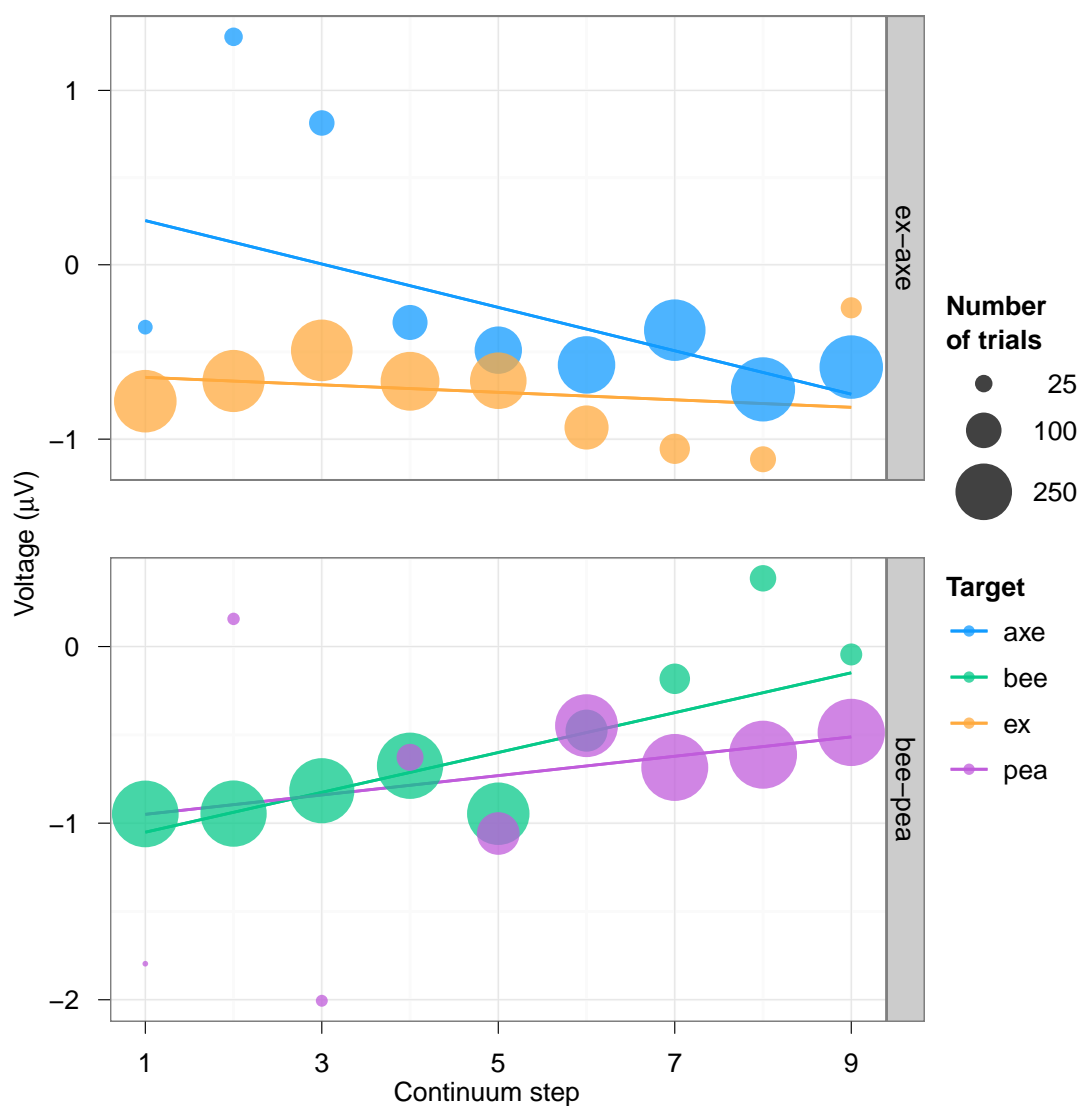 1
0
−1
ex−axe
Voltage (μV)
0
−1
−2
bee−pea
1 3 5 7 9
Continuum step
Number
of trials
25
100
250
Target
axe
bee
ex
pea